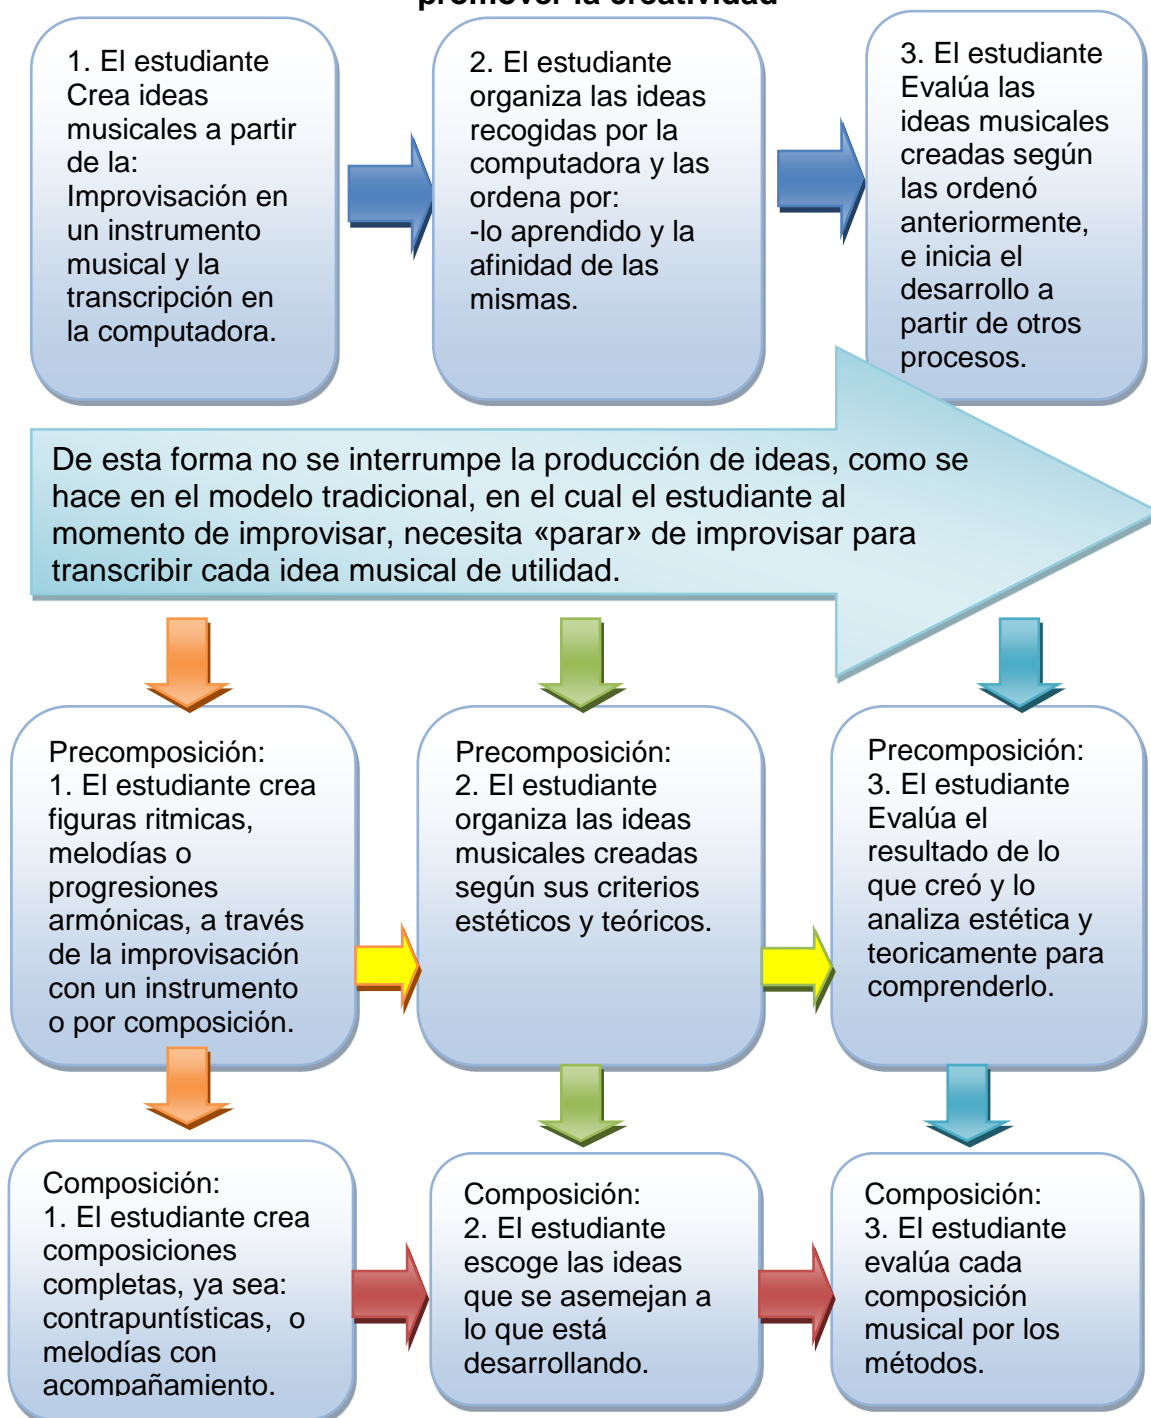 promover la creatividad
1. El estudiante
Crea ideas
musicales a partir
de la:
Improvisación en
un instrumento
musical y la
transcripción en
la computadora.
2. El estudiante
organiza las ideas
recogidas por la
computadora y las
ordena por:
-lo aprendido y la
afinidad de las
mismas.
3. El estudiante
Evalúa las
ideas musicales
creadas según
las ordenó
anteriormente,
e inicia el
desarrollo a
partir de otros
procesos.
De esta forma no se interrumpe la producción de ideas, como se
hace en el modelo tradicional, en el cual el estudiante al
momento de improvisar, necesita «parar» de improvisar para
transcribir cada idea musical de utilidad.
Precomposición:
1. El estudiante crea
figuras ritmicas,
melodías o
progresiones
armónicas, a través
de la improvisación
con un instrumento
o por composición.
Precomposición:
2. El estudiante
organiza las ideas
musicales creadas
según sus criterios
estéticos y teóricos.
Precomposición:
3. El estudiante
Evalúa el
resultado de lo
que creó y lo
analiza estética y
teoricamente para
comprenderlo.
Composición:
1. El estudiante crea
composiciones
completas, ya sea:
contrapuntísticas, o
melodías con
acompañamiento.
Composición:
2. El estudiante
escoge las ideas
que se asemejan a
lo que está
desarrollando.
Composición:
3. El estudiante
evalúa cada
composición
musical por los
métodos.